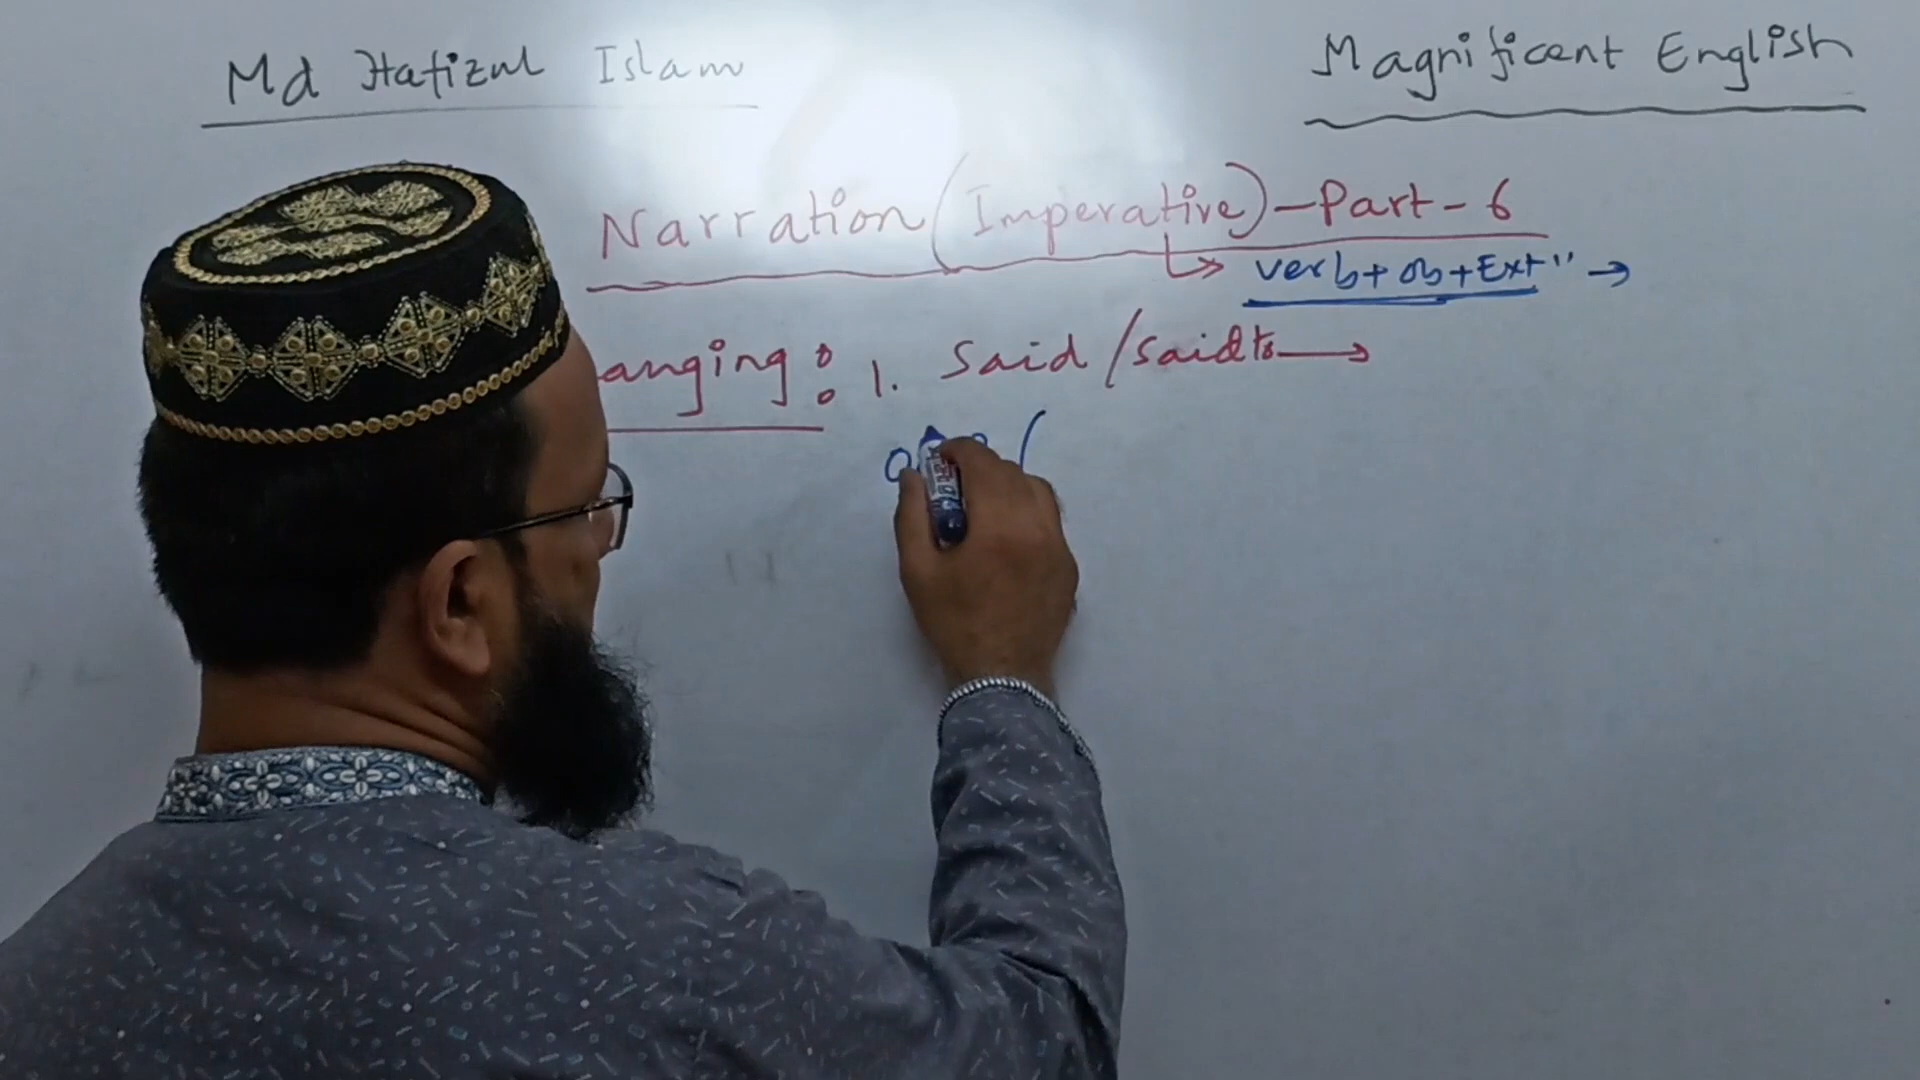 Md Hafizul Islam
Magnificent English
Narration (Imperative) - Part - 6
verb + ob + Ext" →
anging : 1. Said / said to →